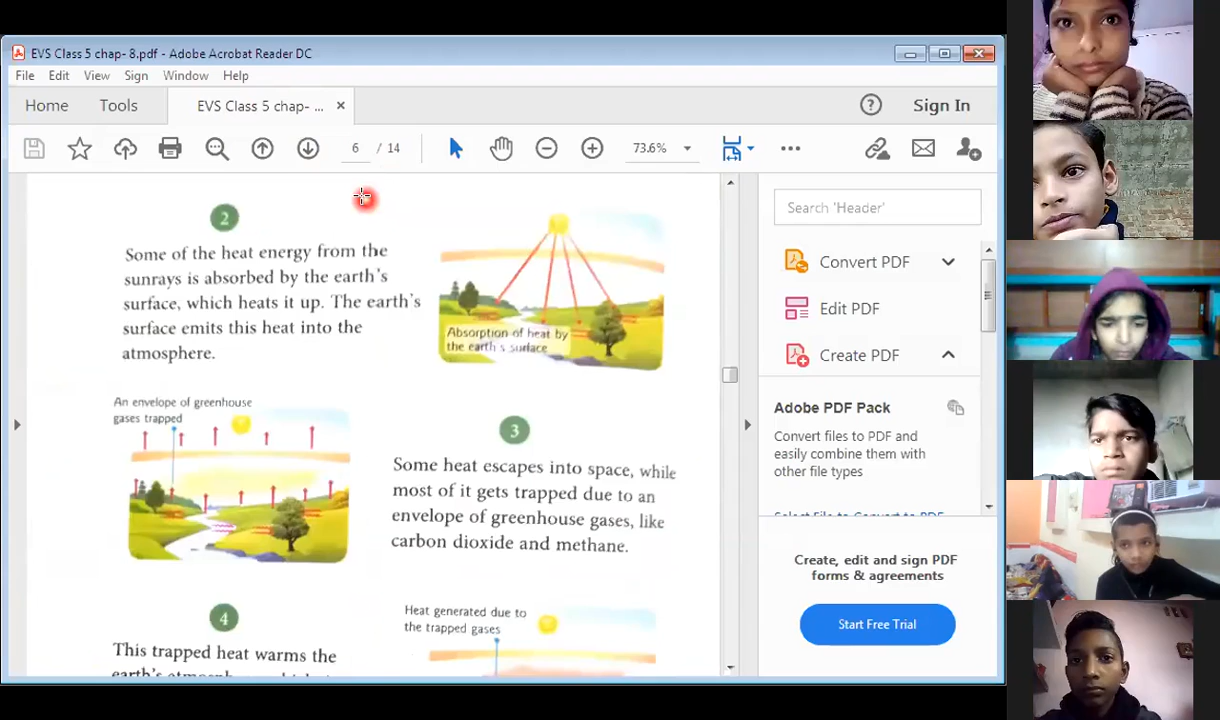 EVS Class 5 chap- 8.pdf - Adobe Acrobat Reader DC
File Edit View Sign Window Help
Home Tools EVS Class 5 chap- ... × Sign In
6 / 14 73.6%
2
Some of the heat energy from the
sunrays is absorbed by the earth's
surface, which heats it up. The earth's
surface emits this heat into the
atmosphere.
Absorption of heat by
the earth's surface
An envelope of greenhouse
gases trapped
3
Some heat escapes into space, while
most of it gets trapped due to an
envelope of greenhouse gases, like
carbon dioxide and methane.
4
This trapped heat warms the
Heat generated due to
the trapped gases
Search 'Header'
Convert PDF
Edit PDF
Create PDF
Adobe PDF Pack
Convert files to PDF and
easily combine them with
other file types
Select File to Convert to PDF
Create, edit and sign PDF
forms & agreements
Start Free Trial